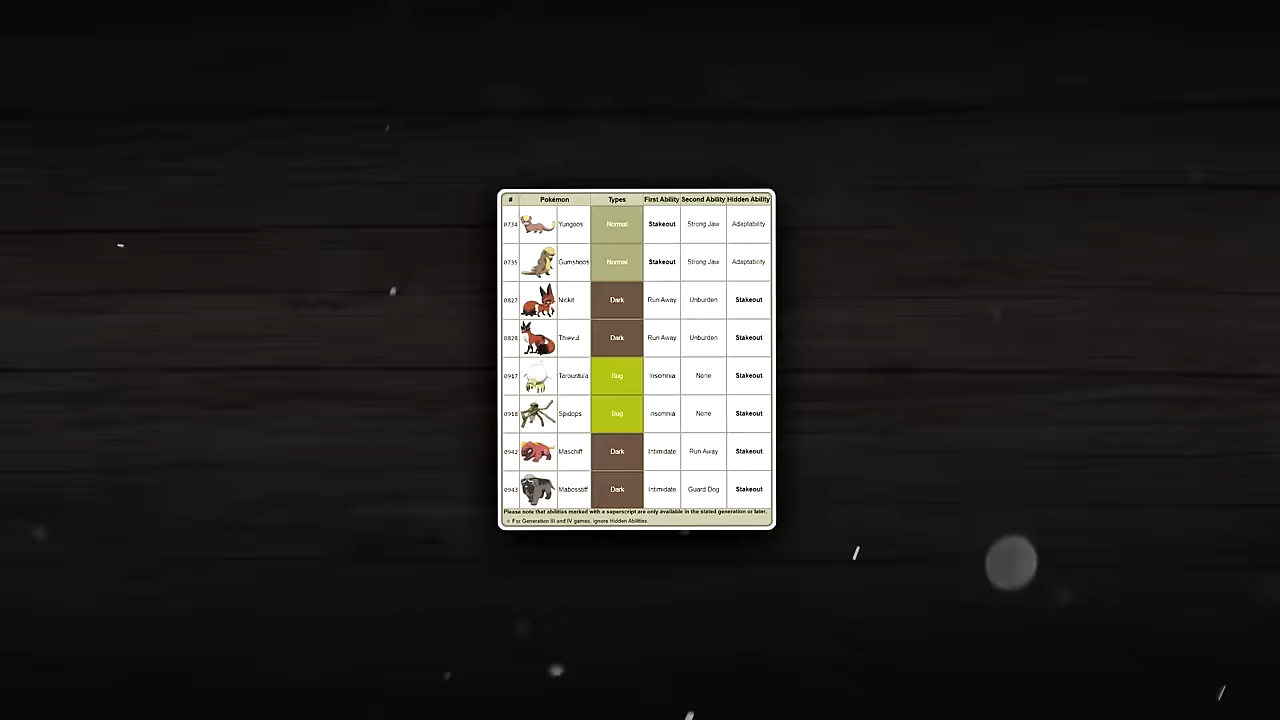 # Pokémon Types First Ability Second Ability Hidden Ability
0734 Yungoos Normal Stakeout Strong Jaw Adaptability
0735 Gumshoos Normal Stakeout Strong Jaw Adaptability
0827 Nickit Dark Run Away Unburden Stakeout
0828 Thievul Dark Run Away Unburden Stakeout
0917 Tarountula Bug Insomnia None Stakeout
0918 Spidops Bug Insomnia None Stakeout
0942 Maschiff Dark Intimidate Run Away Stakeout
0943 Mabosstiff Dark Intimidate Guard Dog Stakeout
Please note that abilities marked with a superscript are only available in the stated generation or later.
For Generation III and IV games, ignore Hidden Abilities.